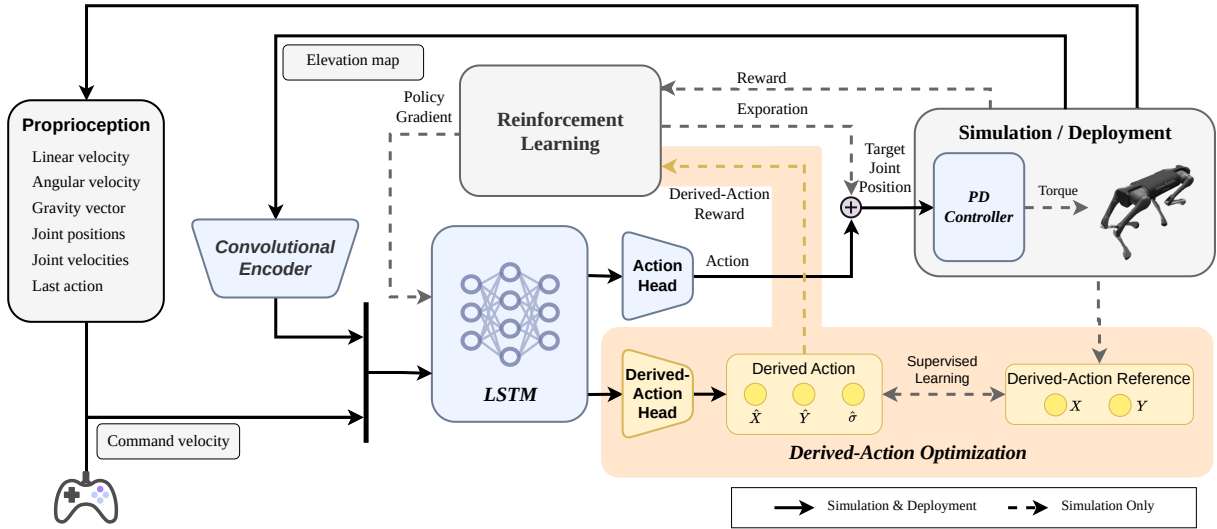 Elevation map
Proprioception
Linear velocity
Angular velocity
Gravity vector
Joint positions
Joint velocities
Last action
Convolutional
Encoder
Command velocity
Policy
Gradient
Reinforcement
Learning
Reward
Exporation
Derived-Action
Reward
LSTM
Action
Head
Action
Target
Joint
Position
Simulation / Deployment
PD
Controller
Torque
Derived-
Action
Head
Derived Action
X̂ Ŷ σ̂
Supervised
Learning
Derived-Action Reference
X Y
Derived-Action Optimization
Simulation & Deployment
Simulation Only